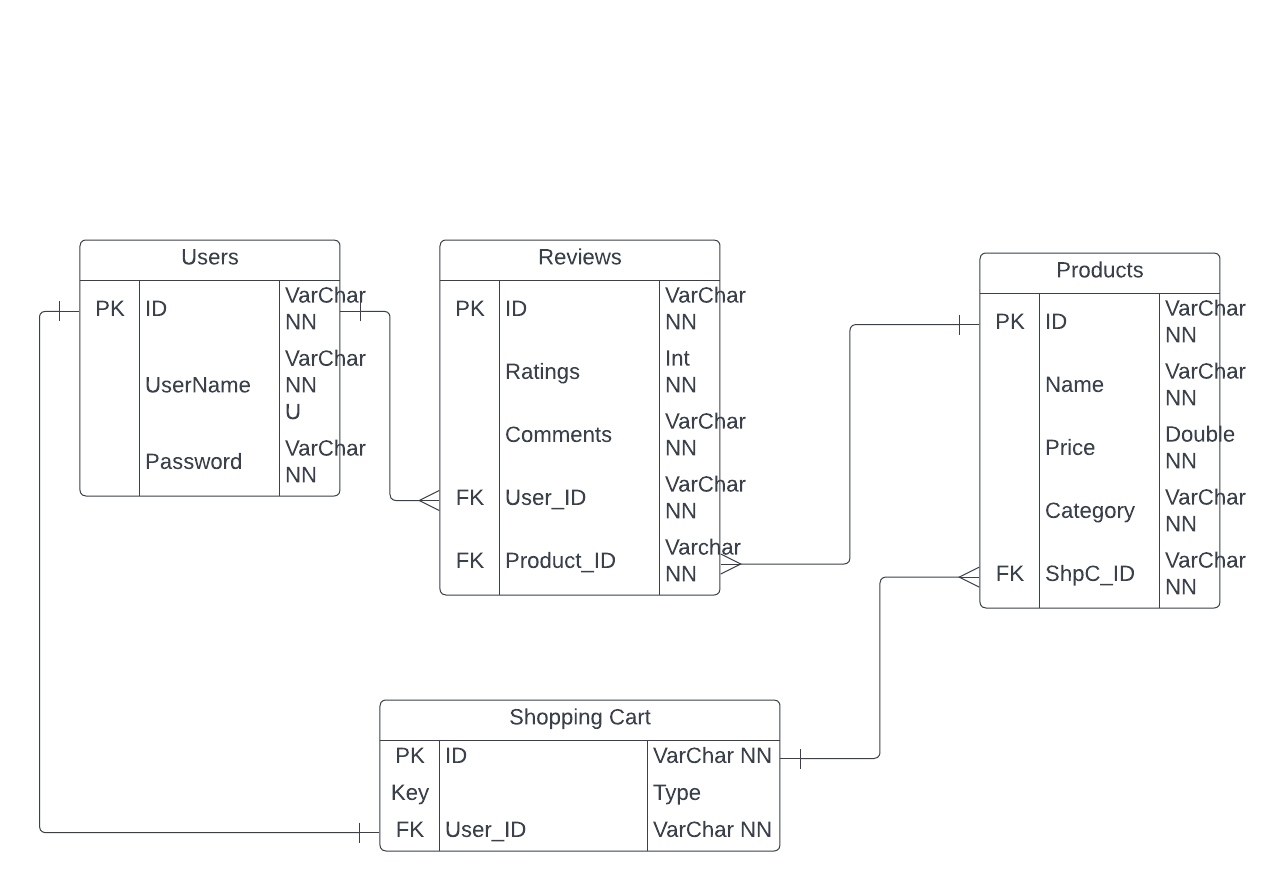 Users
PK ID VarChar NN
UserName VarChar NN U
Password VarChar NN
Reviews
PK ID VarChar NN
Ratings Int NN
Comments VarChar NN
FK User_ID VarChar NN
FK Product_ID Varchar NN
Products
PK ID VarChar NN
Name VarChar NN
Price Double NN
Category VarChar NN
FK ShpC_ID VarChar NN
Shopping Cart
PK ID VarChar NN
Key Type
FK User_ID VarChar NN